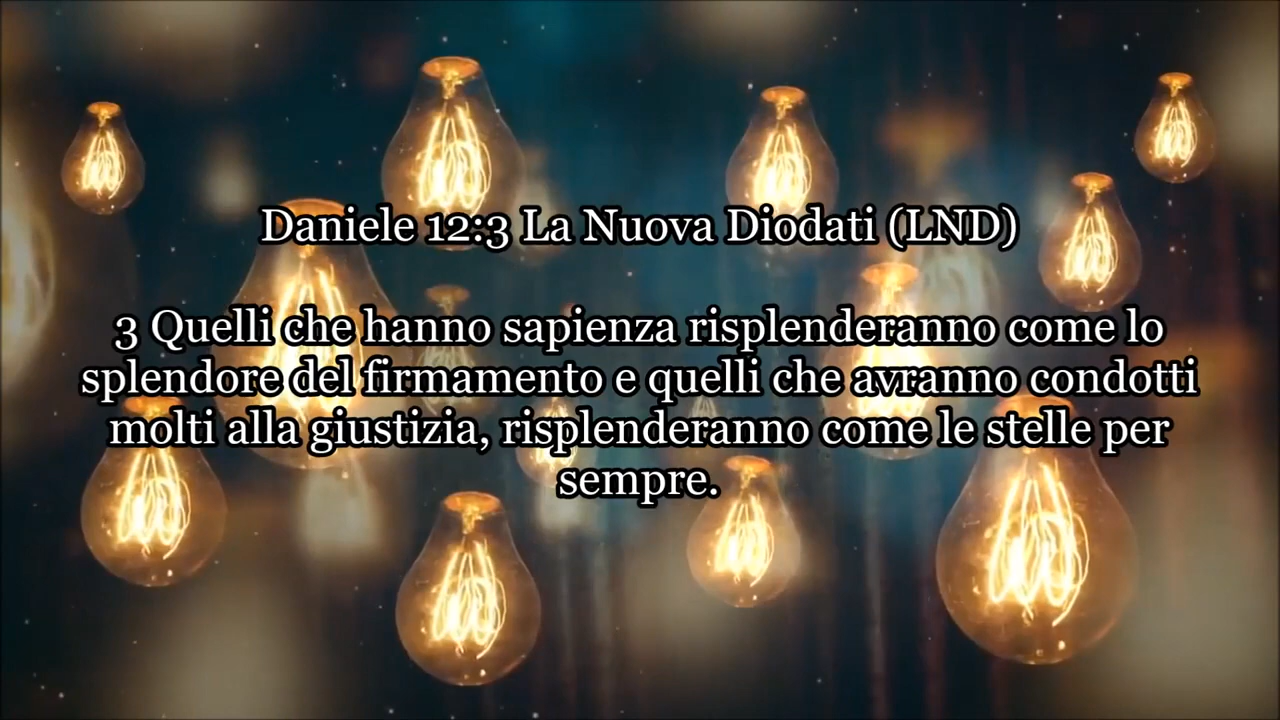 Daniele 12:3 La Nuova Diodati (LND)
3 Quelli che hanno sapienza risplenderanno come lo
splendore del firmamento e quelli che avranno condotti
molti alla giustizia, risplenderanno come le stelle per
sempre.